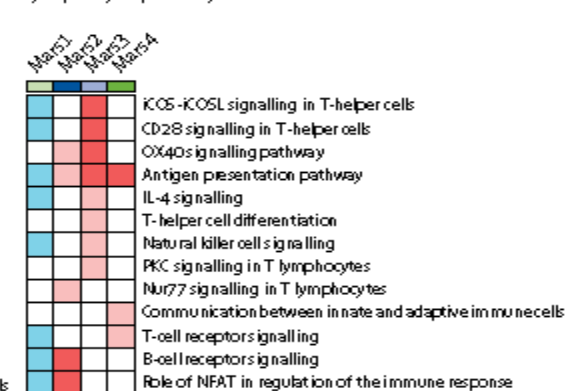 Mars1 Mars2 Mars3 Mars4
iCOS-iCOSL signalling in T-helper cells
CD28 signalling in T-helper cells
OX40 signalling pathway
Antigen presentation pathway
IL-4 signalling
T-helper cell differentiation
Natural killer cell signalling
PKC signalling in T lymphocytes
Nur77 signalling in T lymphocytes
Communication between innate and adaptive immune cells
T-cell receptor signalling
B-cell receptor signalling
Role of NFAT in regulation of the immune response